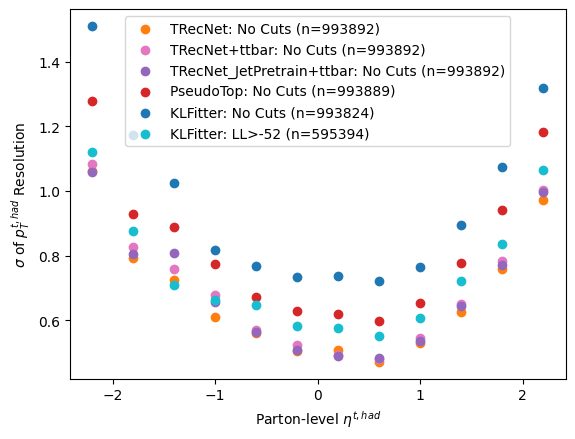 TRecNet: No Cuts (n=993892)
TRecNet+ttbar: No Cuts (n=993892)
TRecNet_JetPretrain+ttbar: No Cuts (n=993892)
PseudoTop: No Cuts (n=993889)
KLFitter: No Cuts (n=993824)
KLFitter: LL>-52 (n=595394)
σ of $p_T^{t,had}$ Resolution
1.4
1.2
1.0
0.8
0.6
−2 −1 0 1 2
Parton-level $\eta^{t,had}$